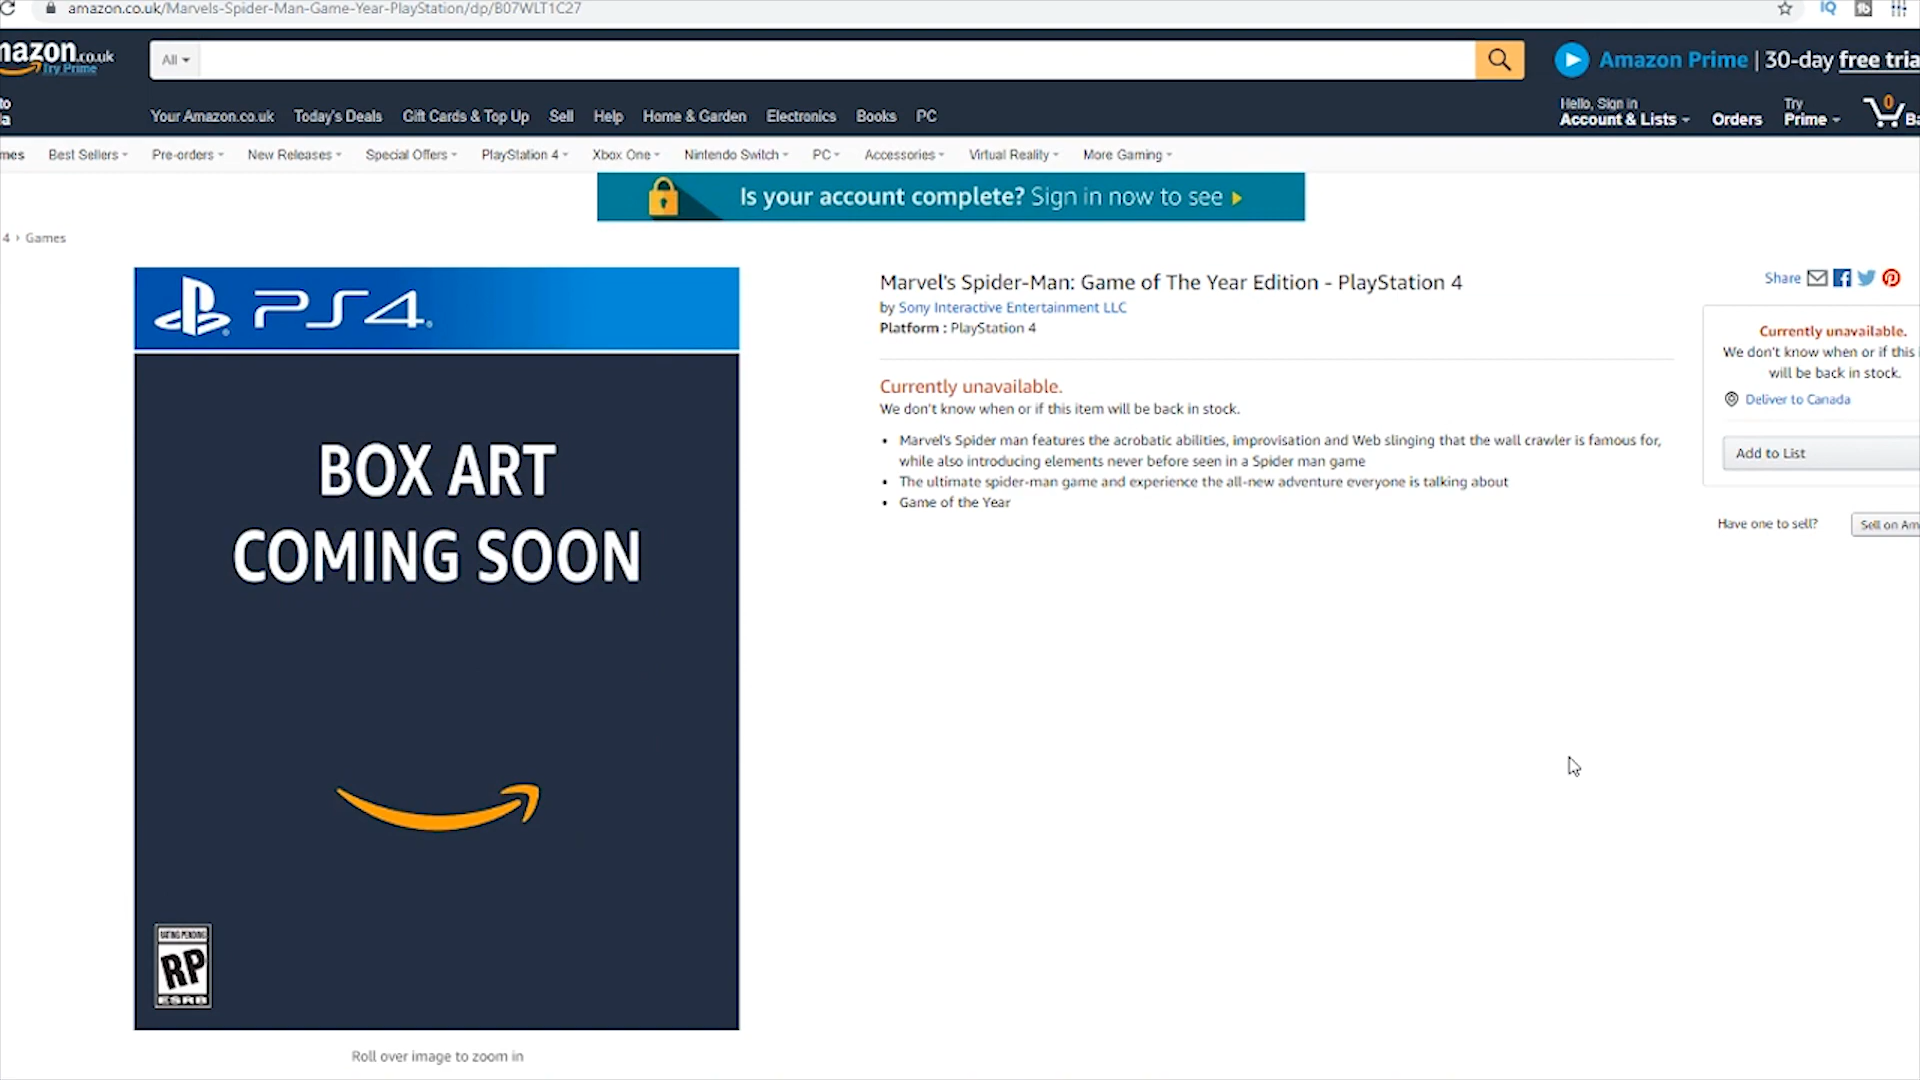 amazon.co.uk/Marvels-Spider-Man-Game-Year-PlayStation/dp/B07WLT1C27
IQ
mazon.co.uk
Try Prime
All
Amazon Prime | 30-day free tria
to
a
Your Amazon.co.uk Today's Deals Gift Cards & Top Up Sell Help Home & Garden Electronics Books PC
Hello, Sign in
Account & Lists
Orders
Try
Prime
0
Ba
mes Best Sellers Pre-orders New Releases Special Offers PlayStation 4 Xbox One Nintendo Switch PC Accessories Virtual Reality More Gaming
Is your account complete? Sign in now to see
4 › Games
PS4
BOX ART
COMING SOON
RATING PENDING
RP
ESRB
Roll over image to zoom in
Marvel's Spider-Man: Game of The Year Edition - PlayStation 4
by Sony Interactive Entertainment LLC
Platform : PlayStation 4
Currently unavailable.
We don't know when or if this item will be back in stock.
• Marvel's Spider man features the acrobatic abilities, improvisation and Web slinging that the wall crawler is famous for,
while also introducing elements never before seen in a Spider man game
• The ultimate spider-man game and experience the all-new adventure everyone is talking about
• Game of the Year
Share
Currently unavailable.
We don't know when or if this
will be back in stock.
Deliver to Canada
Add to List
Have one to sell?
Sell on Am